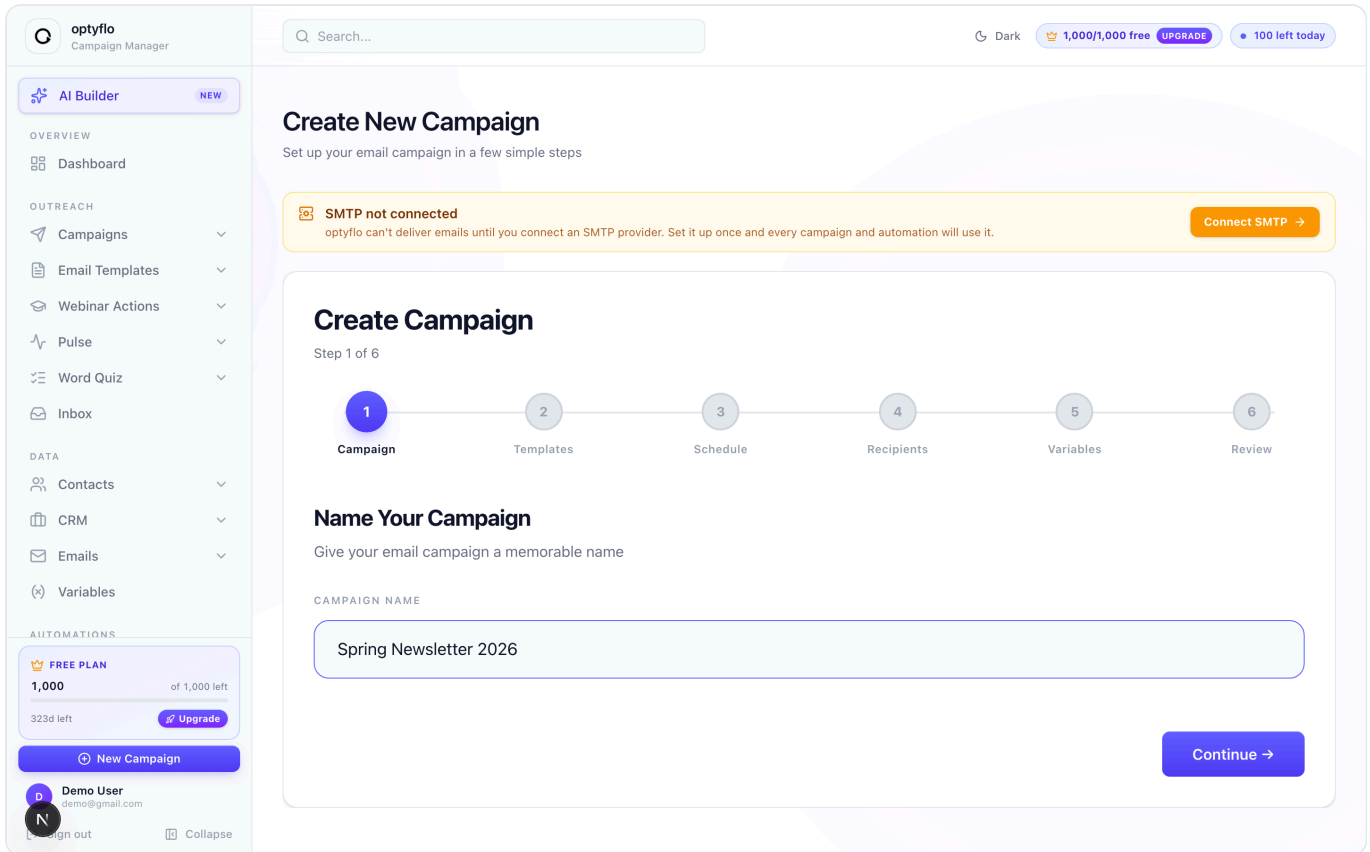 optyflo
Campaign Manager
AI Builder NEW
OVERVIEW
Dashboard
OUTREACH
Campaigns
Email Templates
Webinar Actions
Pulse
Word Quiz
Inbox
DATA
Contacts
CRM
Emails
Variables
AUTOMATIONS
FREE PLAN
1,000 of 1,000 left
323d left Upgrade
New Campaign
D
Demo User
demo@gmail.com
N
out Collapse
Search...
Dark
1,000/1,000 free UPGRADE
100 left today
Create New Campaign
Set up your email campaign in a few simple steps
SMTP not connected
optyflo can't deliver emails until you connect an SMTP provider. Set it up once and every campaign and automation will use it.
Connect SMTP →
Create Campaign
Step 1 of 6
1 2 3 4 5 6
Campaign Templates Schedule Recipients Variables Review
Name Your Campaign
Give your email campaign a memorable name
CAMPAIGN NAME
Spring Newsletter 2026
Continue →